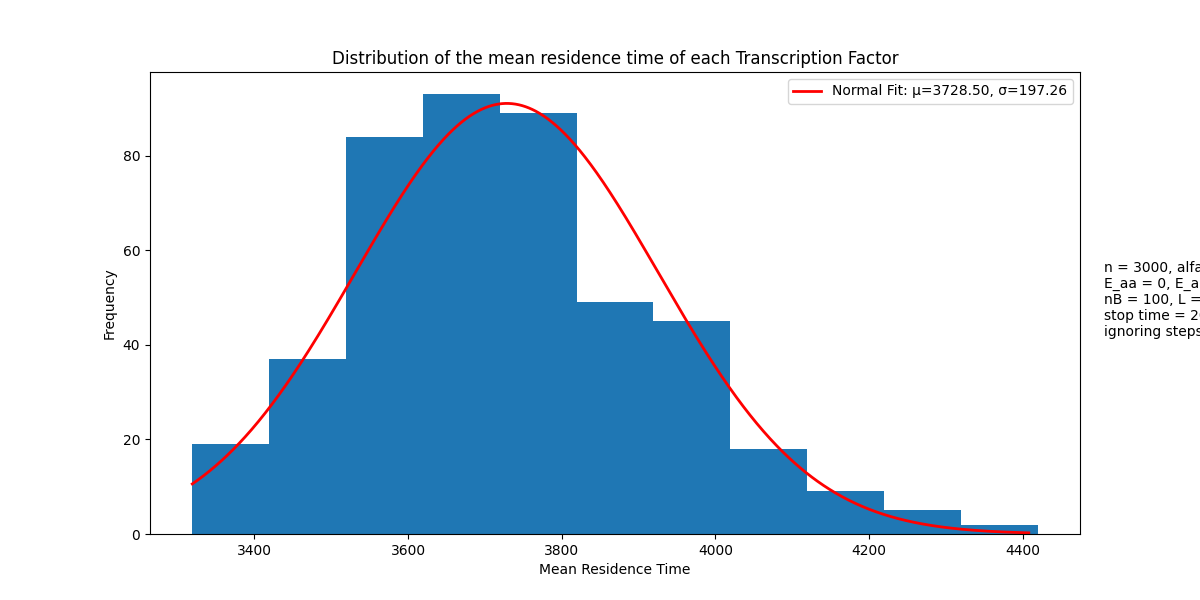 Distribution of the mean residence time of each Transcription Factor
Normal Fit: μ=3728.50, σ=197.26
Frequency
80
60
40
20
0
3400 3600 3800 4000 4200 4400
Mean Residence Time
n = 3000, alfa
E_aa = 0, E_a
nB = 100, L =
stop time = 2
ignoring steps